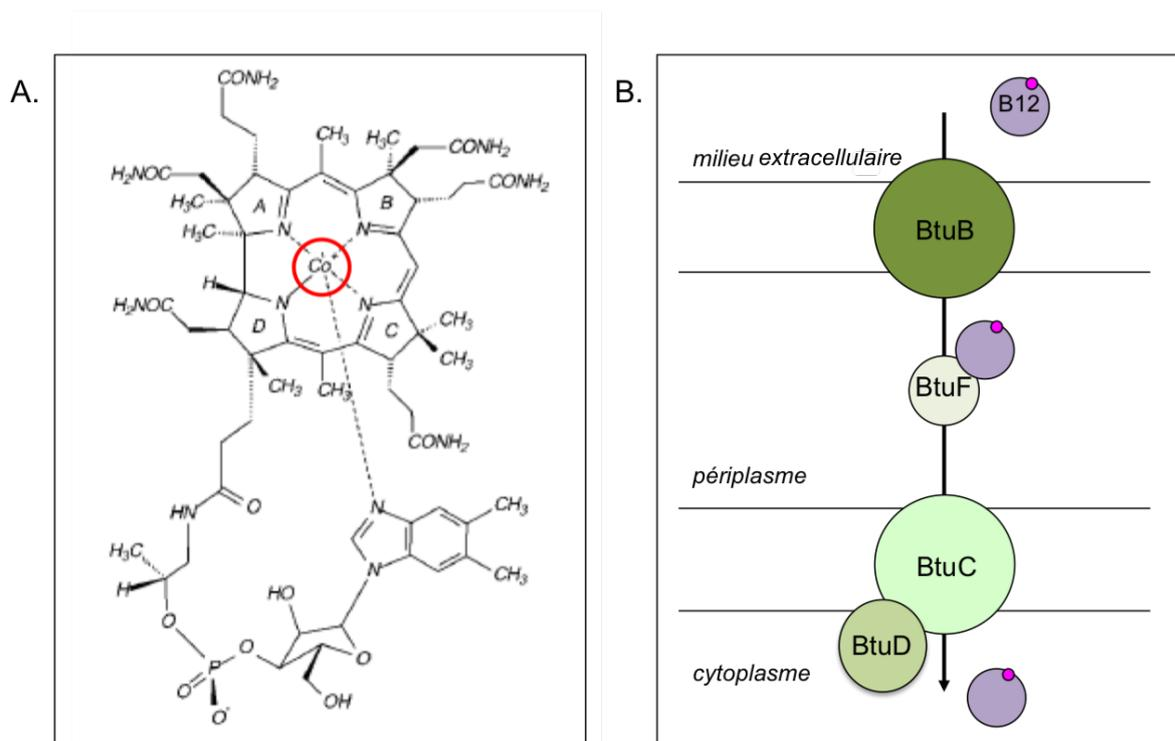 A.
CONH2
CH3
H3C
CONH2
H2NOC
CONH2
H3C
A
B
N
N
H3C
Co+
H
N
N
H2NOC
D
C
CH3
CH3
CH3
CH3
CONH2
O
HN
N
CH3
H3C
CH3
N
H
HO
O
O
O
P
O
O-
OH
B.
B12
milieu extracellulaire
BtuB
BtuF
périplasme
BtuC
BtuD
cytoplasme